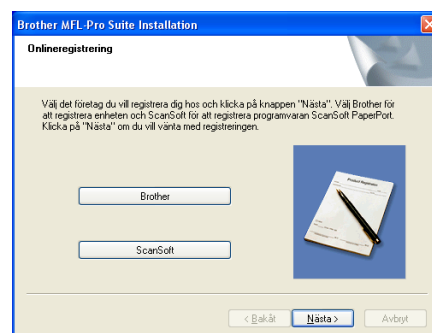 Brother MFL-Pro Suite Installation
Onlineregistrering
Välj det företag du vill registrera dig hos och klicka på knappen "Nästa". Välj Brother för
att registrera enheten och ScanSoft för att registrera programvaran ScanSoft PaperPort.
Klicka på "Nästa" om du vill vänta med registreringen.
Product Registration
Brother
ScanSoft
< Bakåt
Nästa >
Avbryt